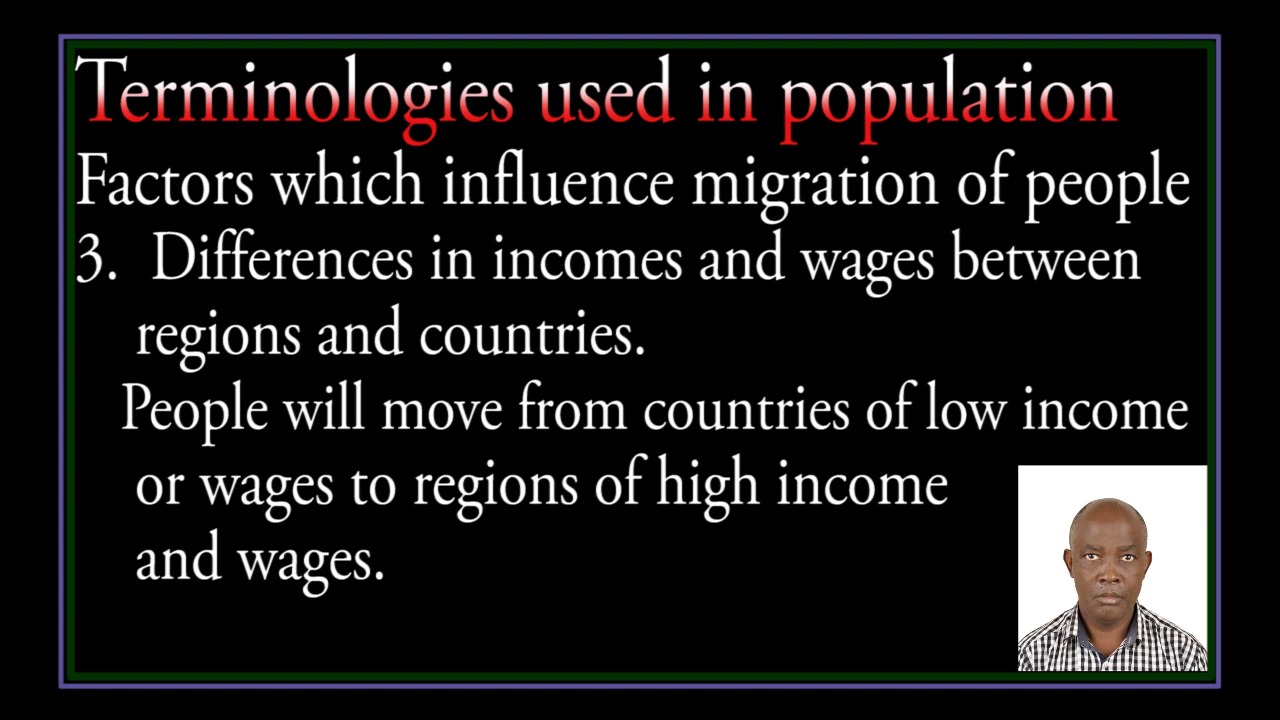 Terminologies used in population
Factors which influence migration of people
3. Differences in incomes and wages between
regions and countries.
People will move from countries of low income
or wages to regions of high income
and wages.